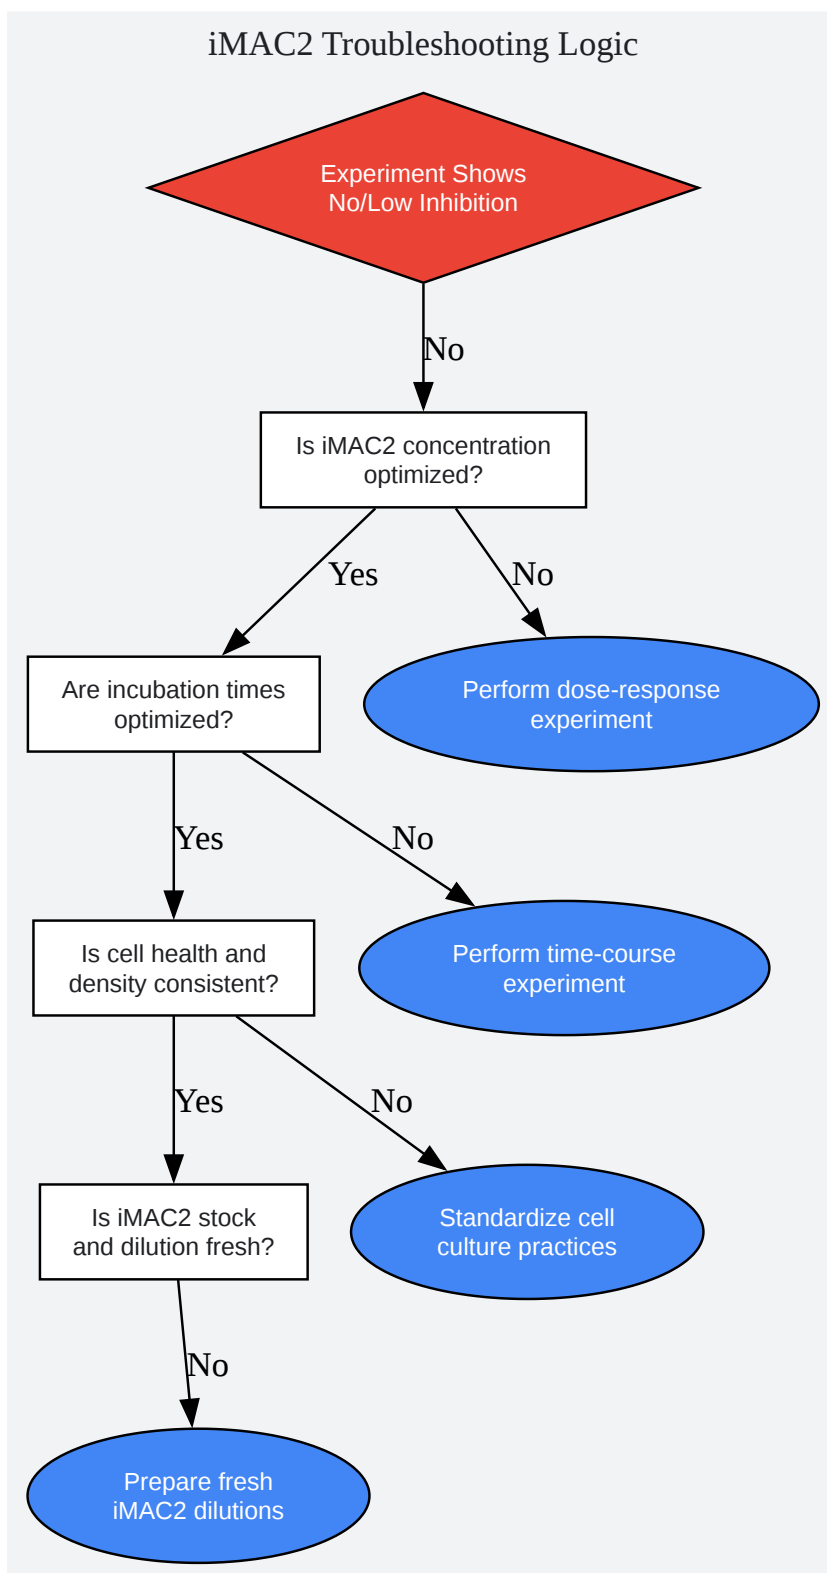 iMAC2 Troubleshooting Logic
Experiment Shows
No/Low Inhibition
No
Is iMAC2 concentration
optimized?
Yes
No
Are incubation times
optimized?
Perform dose-response
experiment
Yes
No
Is cell health and
density consistent?
Perform time-course
experiment
Yes
No
Is iMAC2 stock
and dilution fresh?
Standardize cell
culture practices
No
Prepare fresh
iMAC2 dilutions